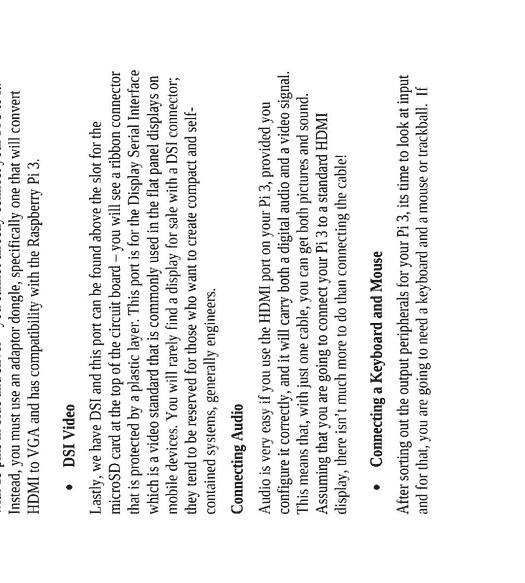 Instead, you must use an adaptor dongle, specifically one that will convert
HDMI to VGA and has compatibility with the Raspberry Pi 3.
• DSI Video
Lastly, we have DSI and this port can be found above the slot for the
microSD card at the top of the circuit board – you will see a ribbon connector
that is protected by a plastic layer. This port is for the Display Serial Interface
which is a video standard that is commonly used in the flat panel displays on
mobile devices. You will rarely find a display for sale with a DSI connector;
they tend to be reserved for those who want to create compact and self-
contained systems, generally engineers.
Connecting Audio
Audio is very easy if you use the HDMI port on your Pi 3, provided you
configure it correctly, and it will carry both a digital audio and a video signal.
This means that, with just one cable, you can get both pictures and sound.
Assuming that you are going to connect your Pi 3 to a standard HDMI
display, there isn't much more to do than connecting the cable!
• Connecting a Keyboard and Mouse
After sorting out the output peripherals for your Pi 3, its time to look at input
and for that, you are going to need a keyboard and a mouse or trackball. If